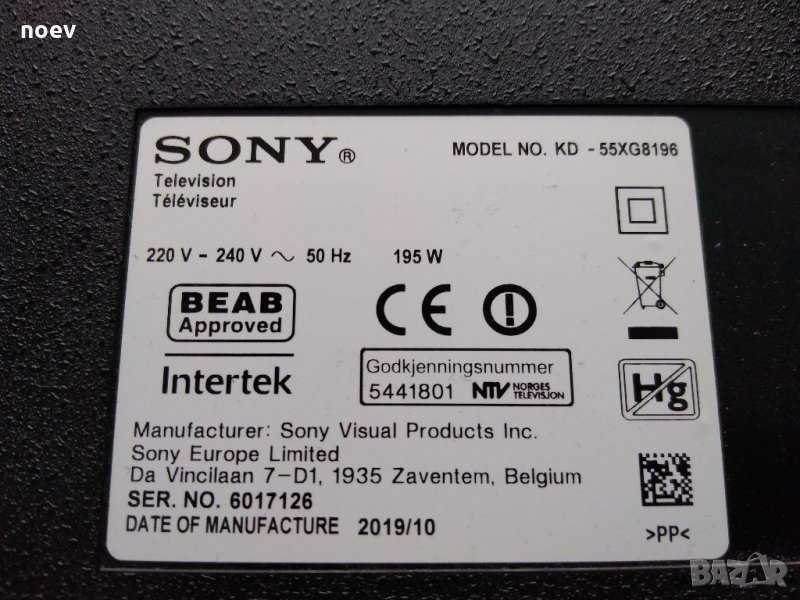 noev
SONY®
MODEL NO. KD - 55XG8196
Television
Téléviseur
220 V - 240 V ~ 50 Hz 195 W
BEAB
Approved
CE
Intertek
Godkjenningsnummer
5441801 NTV NORGES TELEVISJON
Hg
Manufacturer: Sony Visual Products Inc.
Sony Europe Limited
Da Vincilaan 7-D1, 1935 Zaventem, Belgium
SER. NO. 6017126
DATE OF MANUFACTURE 2019/10
>PP<
BAZAR